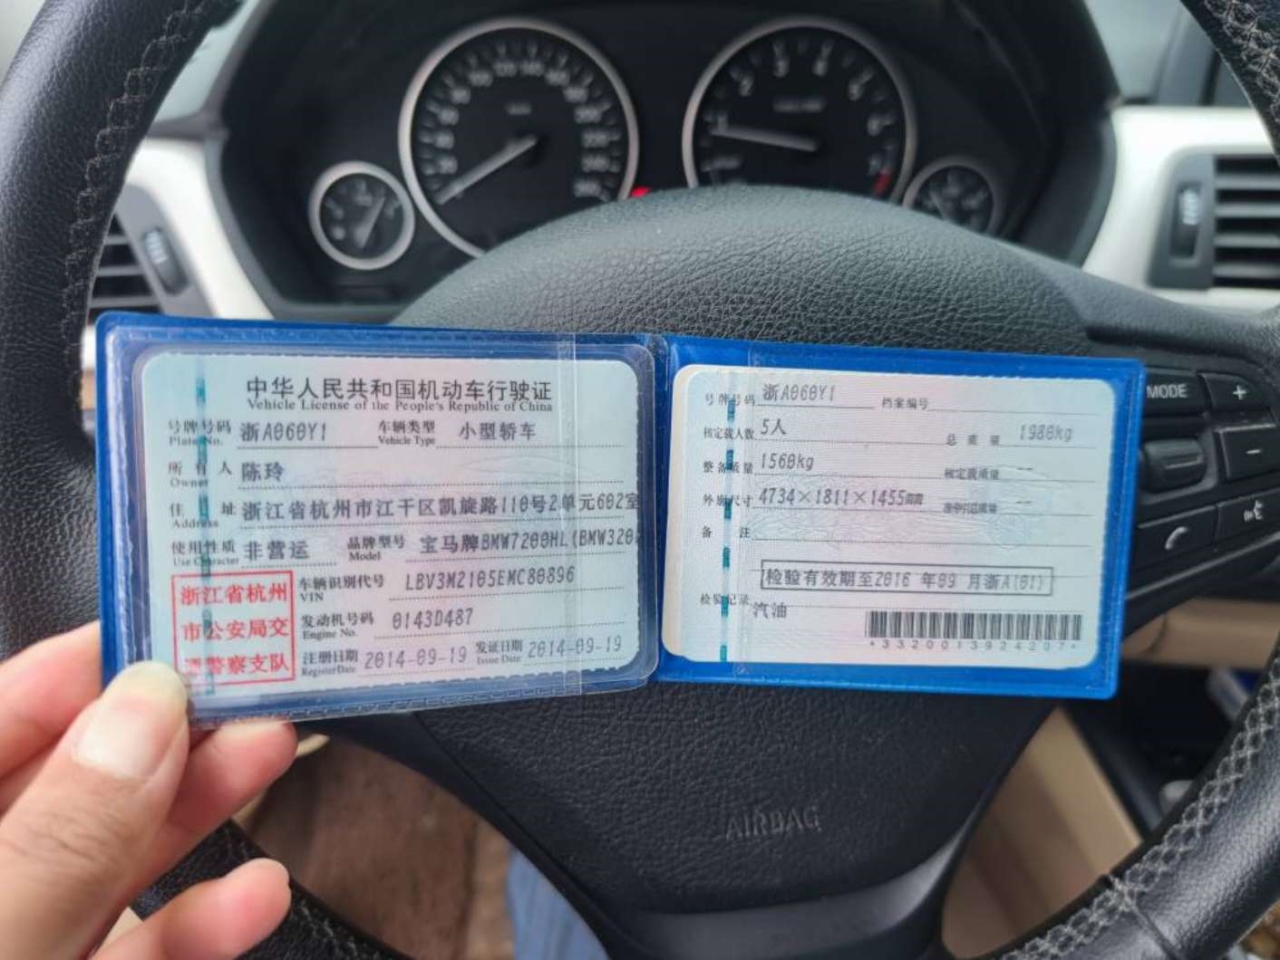 中华人民共和国机动车行驶证
Vehicle License of the People's Republic of China
号牌号码 浙A060Y1 车辆类型 小型轿车
Plate No. Vehicle Type
所有人 陈玲
Owner
住址 浙江省杭州市江干区凯旋路110号2单元602室
Address
使用性质 非营运 品牌型号 宝马牌BMW7200HL(BMW320
Use Character Model
浙江省杭州
市公安局交
警察支队
车辆识别代号 LBV3M2105EMC80896
VIN
发动机号码 0143D487
Engine No.
注册日期 2014-09-19 发证日期 2014-09-19
Register Date Issue Date
号牌号码 浙A060Y1 档案编号
核定载人数 5人 总质量 1980kg
整备质量 1560kg 核定载质量 --
外廓尺寸 4734×1811×1455
备注
检验有效期至2016 年09 月浙A(01)
检验记录
汽油
*3320013924207*
MODE
+
-
AIRBAG